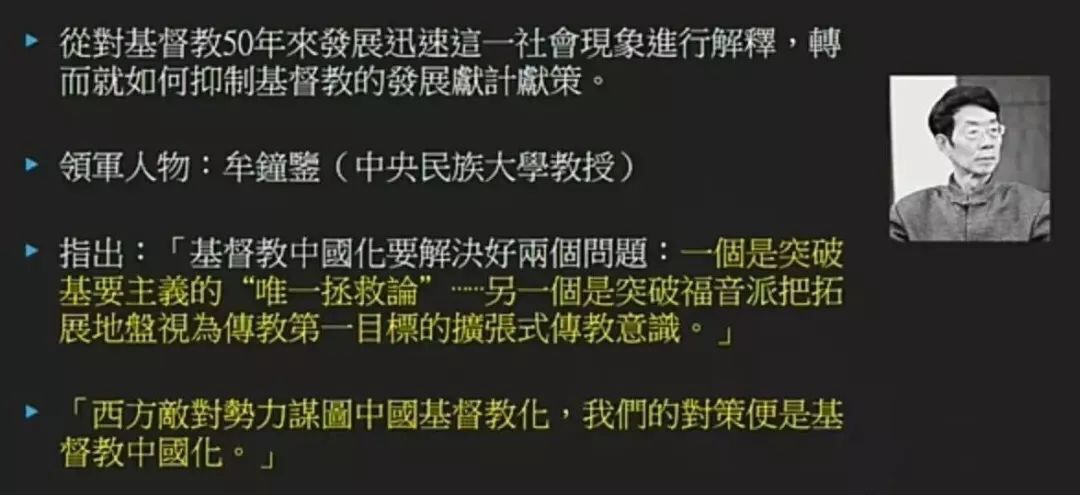 從對基督教50年來發展迅速這一社會現象進行解釋，轉
而就如何抑制基督教的發展獻計獻策。
領軍人物：牟鐘鑒（中央民族大學教授）
指出：「基督教中國化要解決好兩個問題：一個是突破
基要主義的“唯一拯救論”……另一個是突破福音派把拓
展地盤視為傳教第一目標的擴張式傳教意識。」
「西方敵對勢力謀圖中國基督教化，我們的對策便是基
督教中國化。」